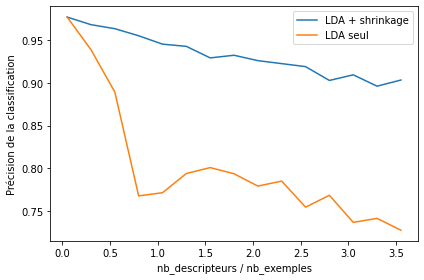 LDA + shrinkage
LDA seul
Précision de la classification
0.95
0.90
0.85
0.80
0.75
0.0 0.5 1.0 1.5 2.0 2.5 3.0 3.5
nb_descripteurs / nb_exemples